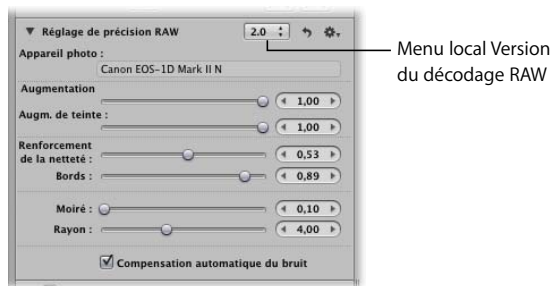 Réglage de précision RAW 2.0
Menu local Version
du décodage RAW
Appareil photo :
Canon EOS-1D Mark II N
Augmentation
1,00
Augm. de teinte :
1,00
Renforcement
de la netteté : 0,53
Bords : 0,89
Moiré : 0,10
Rayon : 4,00
Compensation automatique du bruit